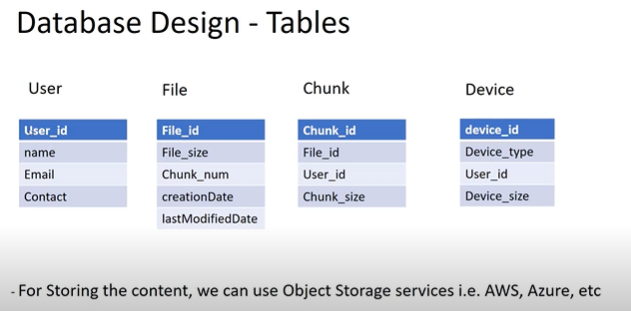 Database Design - Tables
User
File
Chunk
Device
User_id
name
Email
Contact
File_id
File_size
Chunk_num
creationDate
lastModifiedDate
Chunk_id
File_id
User_id
Chunk_size
device_id
Device_type
User_id
Device_size
- For Storing the content, we can use Object Storage services i.e. AWS, Azure, etc